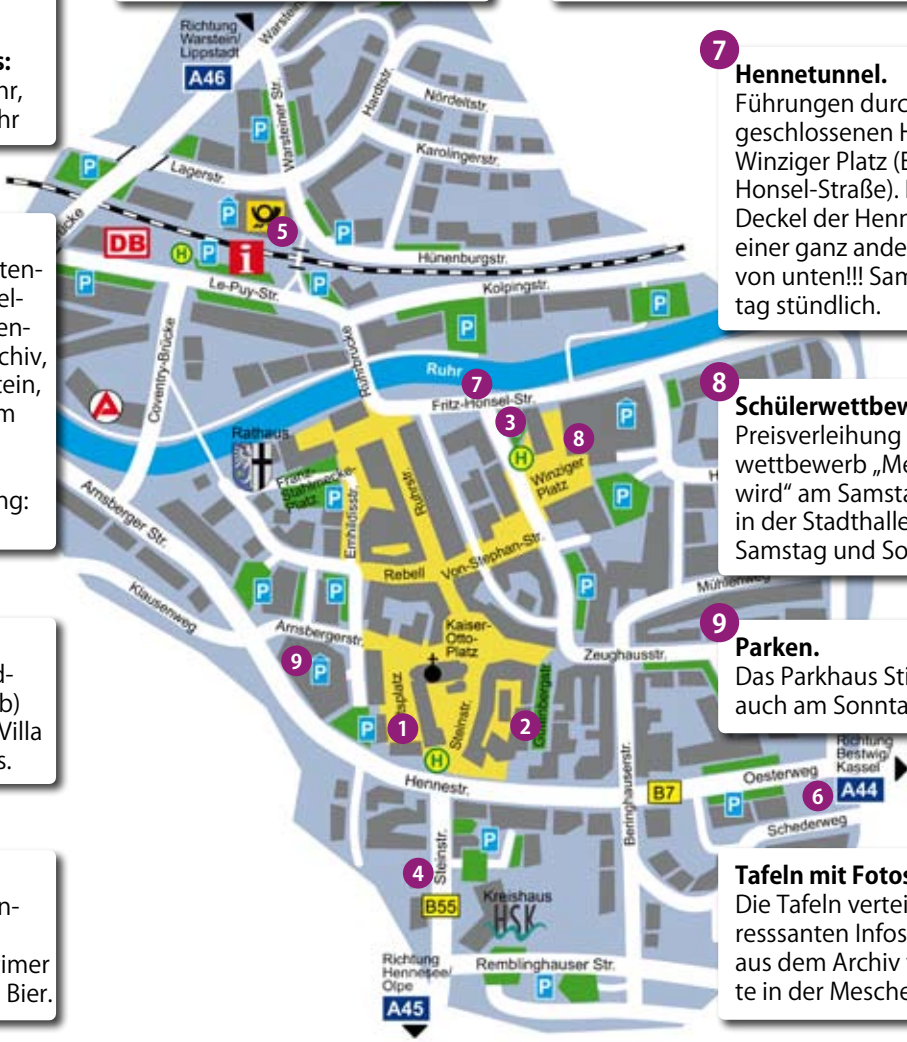 s:
hr,
hr
ten-
el-
en-
chiv,
tein,
m
ng:
d-
b)
Villa
s.
n-
imer
Bier.
Richtung
Warstein/
Lippstadt
A46
Warsteiner Str.
Hardtstr.
Nördeltstr.
Karolingerstr.
Lagerstr.
P
P
P
P
5
DB
H
P
i
P
P
Hünenburgstr.
Le-Puy-Str.
Kolpingstr.
P
P
Coventry-Brücke
Ruhrbrücke
Ruhr
7
Fritz-Honsel-Str.
3
8
H
P
Winziger
Platz
P
Rathaus
Franz-
Stahlmecke-
Platz
P
Emhildisstr.
Ruhrstr.
Arnsberger Str.
Rebell
Von-Stephan-Str.
P
P
P
Klausenweg
Mühlenweg
Arnsbergerstr.
Kaiser-
Otto-
Platz
Zeughausstr.
9
P
1
P
Steinstr.
2
H
Hennestr.
Beringhauserstr.
B7
Oesterweg
P
6
Richtung
Bestwig/
Kassel
A44
Schederweg
P
4
Steinstr.
B55
Kreishaus
HSK
Richtung
Hennesee/
Olpe
A45
Remblinghauser Str.
P
7
Hennetunnel.
Führungen durc
geschlossenen H
Winziger Platz (E
Honsel-Straße).
Deckel der Henn
einer ganz ande
von unten!!! Sam
tag stündlich.
8
Schülerwettbew
Preisverleihung
wettbewerb „Me
wird“ am Samsta
in der Stadthalle
Samstag und So
9
Parken.
Das Parkhaus Sti
auch am Sonnta
Tafeln mit Fotos
Die Tafeln vertei
resssanten Infos
aus dem Archiv
te in der Mesche